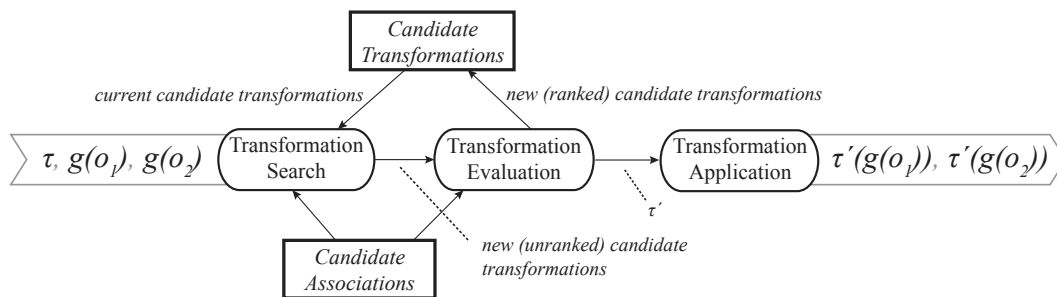 Candidate
Transformations
current candidate transformations
new (ranked) candidate transformations
τ, g(o₁), g(o₂)
Transformation
Search
Transformation
Evaluation
Transformation
Application
τ´(g(o₁)), τ´(g(o₂))
τ´
Candidate
Associations
new (unranked) candidate
transformations